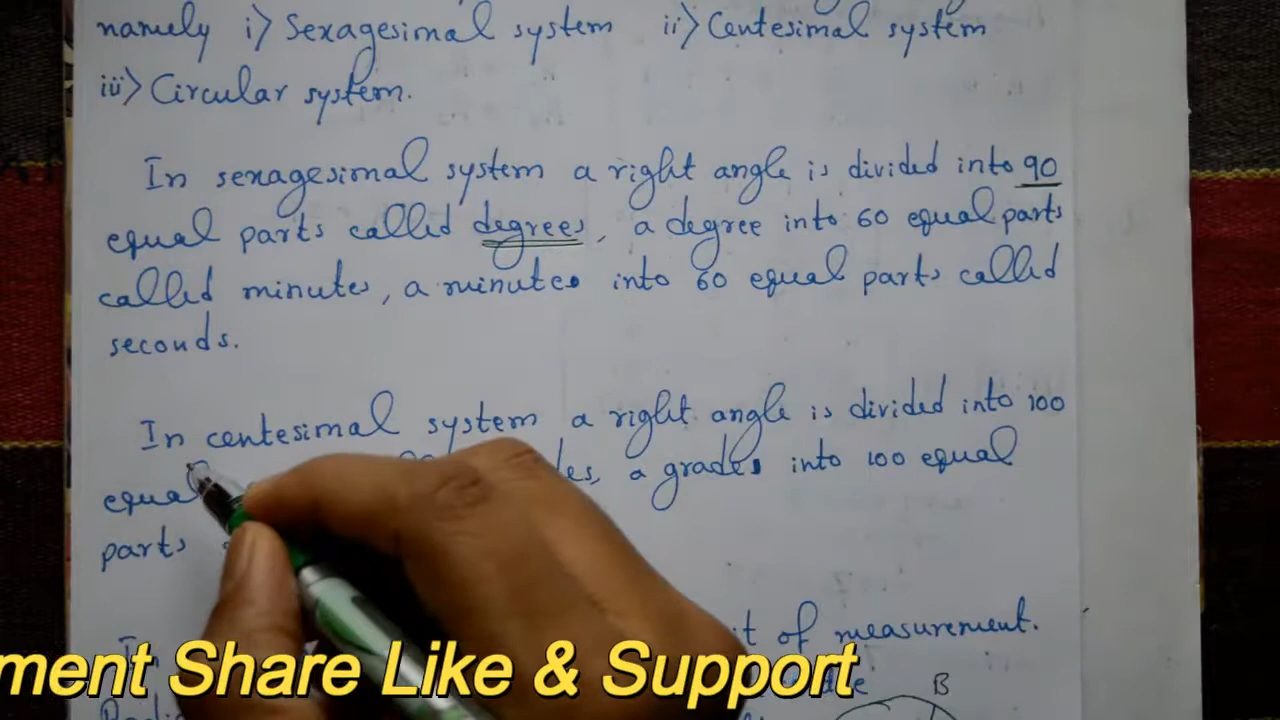 namely i) Sexagesimal system ii) Centesimal system
iii) Circular system.
In sexagesimal system a right angle is divided into 90
equal parts called degrees, a degree into 60 equal parts
called minutes, a minutes into 60 equal parts called
seconds.
In centesimal system a right angle is divided into 100
equal a grades into 100 equal
parts
of measurement.
B
ment Share Like & Support